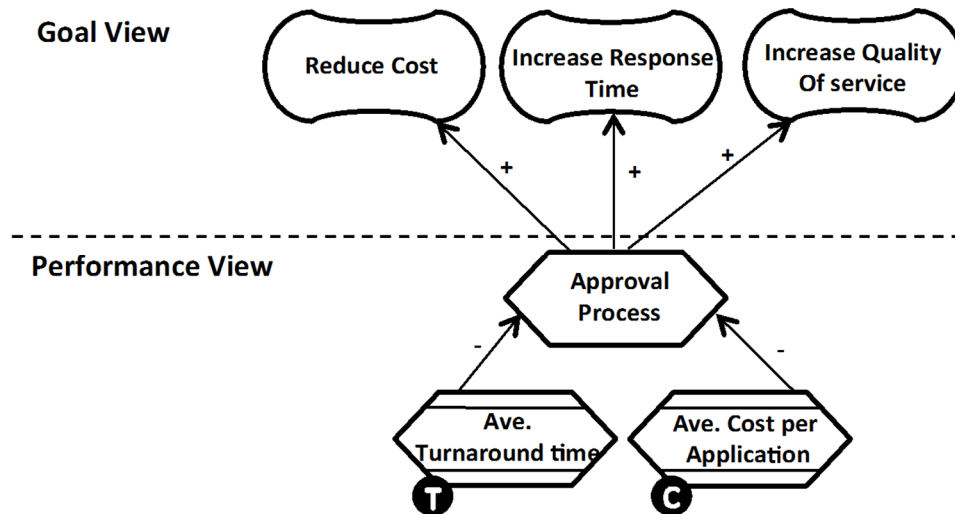 Goal View
Reduce Cost
Increase Response
Time
Increase Quality
Of service
+
+
+
Performance View
Approval
Process
-
-
Ave.
Turnaround time
Ave. Cost per
Application
T
C